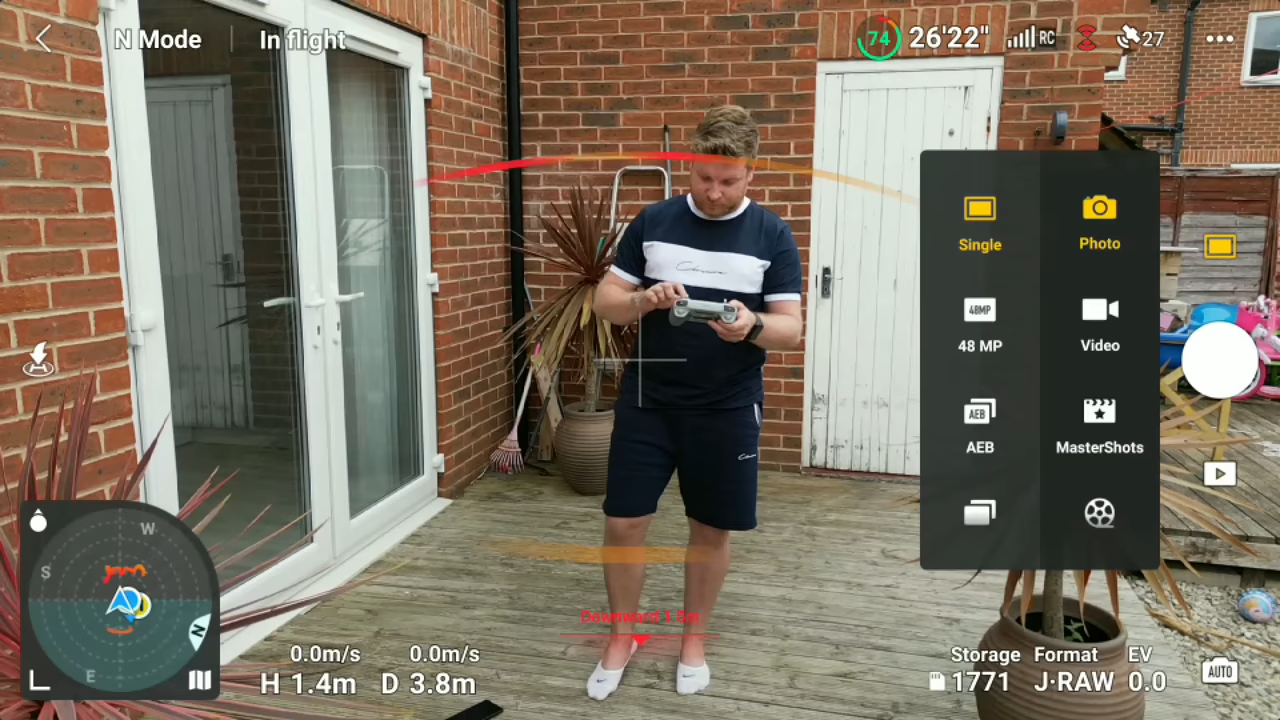 N Mode
In flight
74
26'22"
RC
27
Single
Photo
48MP
48 MP
Video
AEB
AEB
MasterShots
W
S
N
E
Downward 1.5m
0.0m/s
0.0m/s
H 1.4m
D 3.8m
Storage
Format
EV
1771
J·RAW
0.0
AUTO